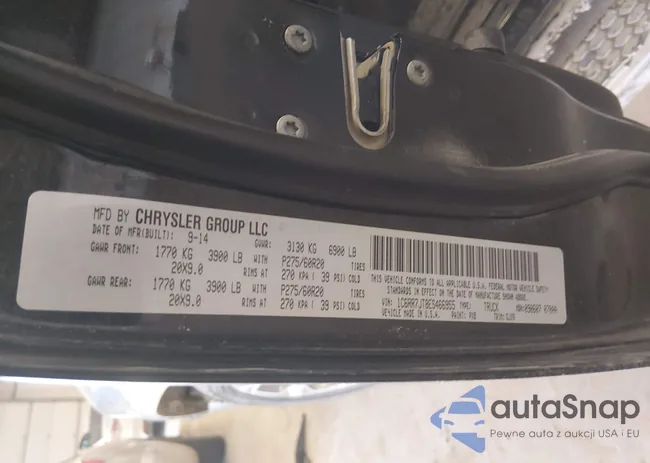 MFD BY CHRYSLER GROUP LLC
DATE OF MFR(BUILT): 9-14 GVWR: 3130 KG 6900 LB
GAWR FRONT: 1770 KG 3900 LB WITH P275/60R20 TIRES
20X9.0 RIMS AT 270 KPA ( 39 PSI) COLD
GAWR REAR: 1770 KG 3900 LB WITH P275/60R20 TIRES
20X9.0 RIMS AT 270 KPA ( 39 PSI) COLD
THIS VEHICLE CONFORMS TO ALL APPLICABLE U.S.A. FEDERAL MOTOR VEHICLE SAFETY
STANDARDS IN EFFECT ON THE DATE OF MANUFACTURE SHOWN ABOVE.
VIN: TYPE: TRUCK
MADE IN U.S.A. PAINT: TRIM:
autaSnap
Pewne auta z aukcji USA i EU